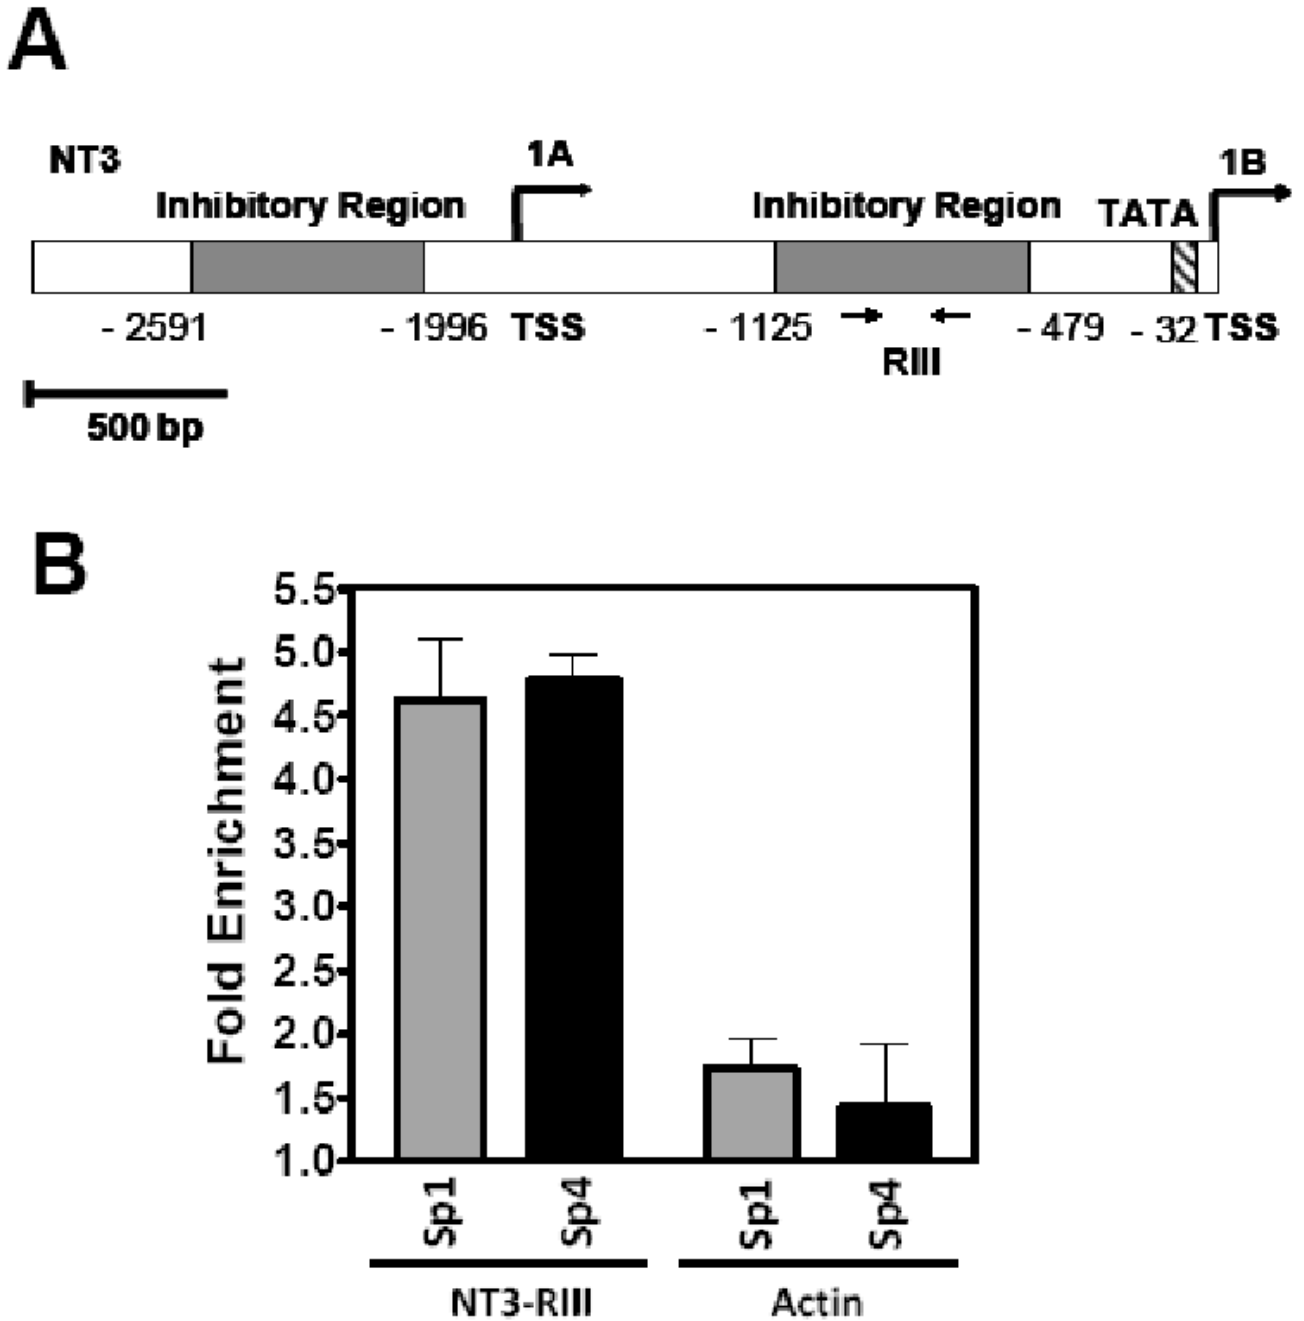 A
NT3
1A
1B
Inhibitory Region
Inhibitory Region
TATA
- 2591
- 1996
TSS
- 1125
- 479
- 32
TSS
RIII
500 bp
B
Fold Enrichment
5.5
5.0
4.5
4.0
3.5
3.0
2.5
2.0
1.5
1.0
Sp1
Sp4
Sp1
Sp4
NT3-RIII
Actin